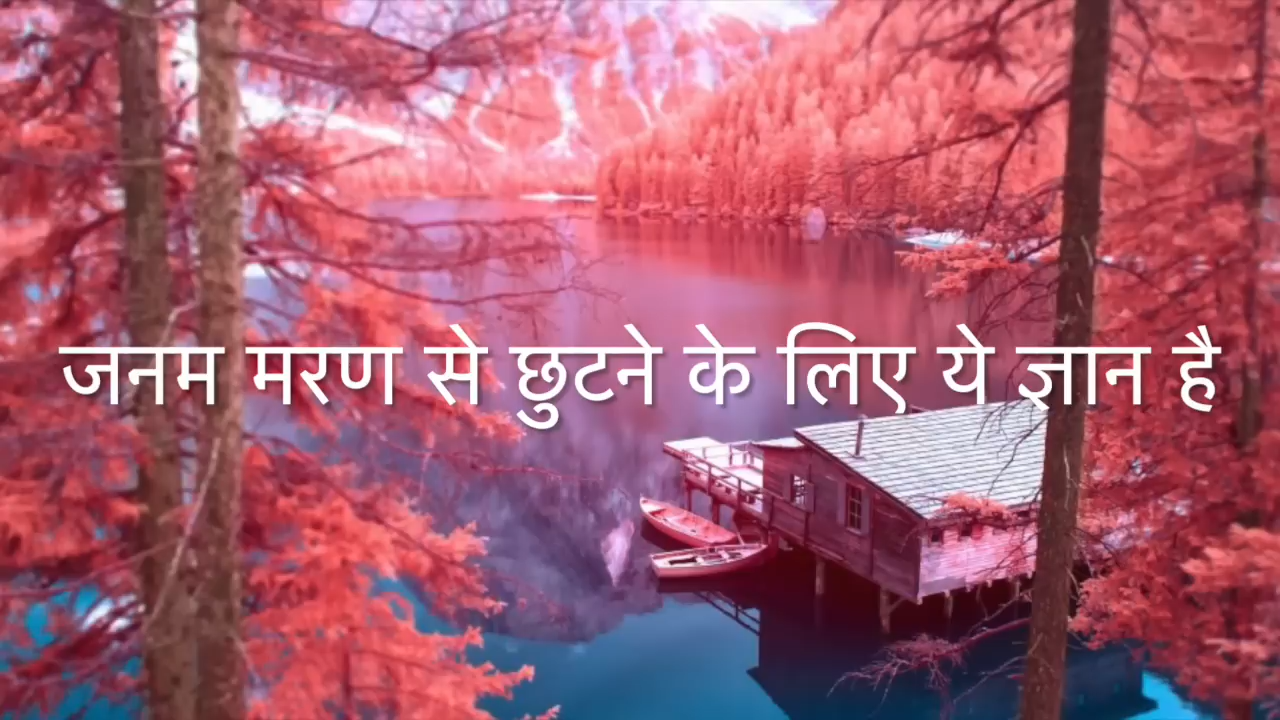 जनम मरण से छुटने के लिए ये ज्ञान है